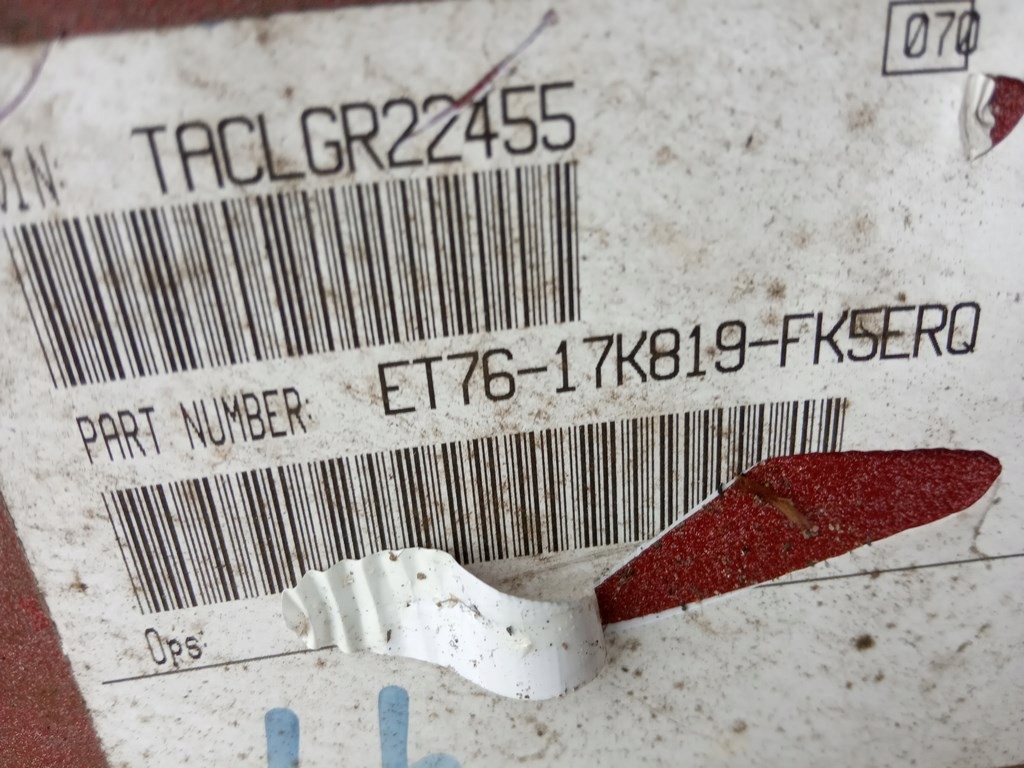 070
VIN: TACLGR22455
PART NUMBER: ET76-17K819-FK5ERQ
Ops: